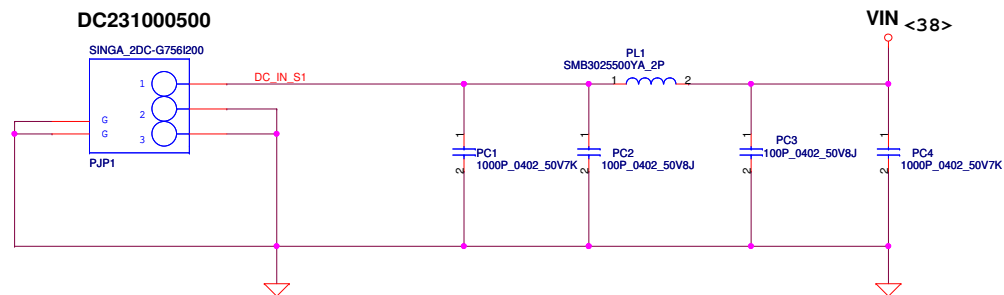 DC231000500
VIN <38>
SINGA_2DC-G756I200
PL1
SMB3025500YA_2P
DC_IN_S1
1
1
2
2
G
G
3
PJP1
1
1
1
1
PC1
PC2
PC3
PC4
1000P_0402_50V7K
100P_0402_50V8J
100P_0402_50V8J
1000P_0402_50V7K
2
2
2
2